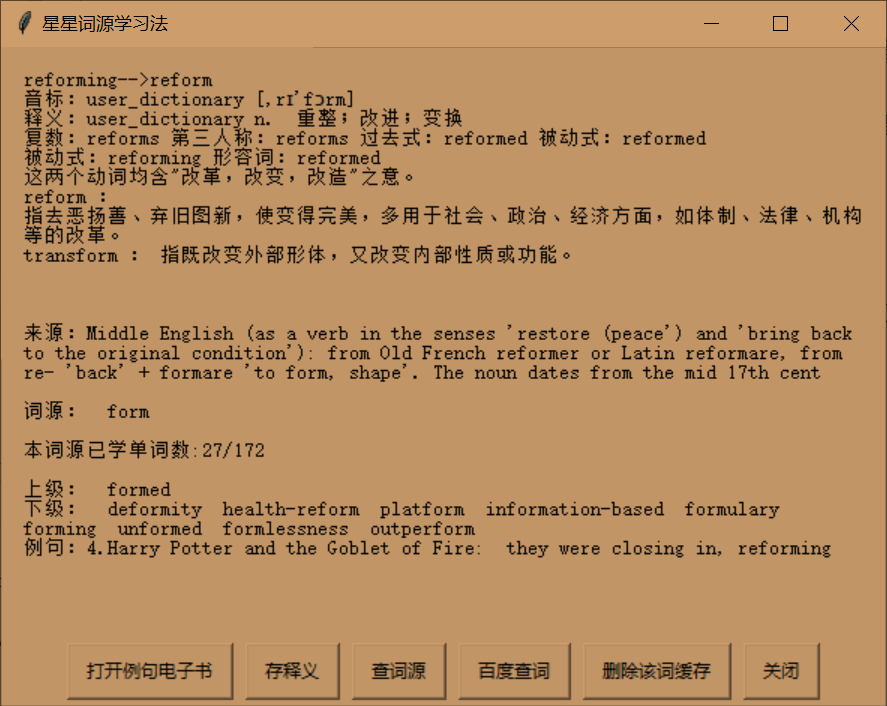 星星词源学习法
reforming-->reform
音标: user_dictionary [,rɪ'fɔrm]
释义: user_dictionary n. 重整; 改进; 变换
复数: reforms 第三人称: reforms 过去式: reformed 被动式: reformed
被动式: reforming 形容词: reformed
这两个动词均含"改革，改变，改造"之意。
reform :
指去恶扬善、弃旧图新，使变得完美，多用于社会、政治、经济方面，如体制、法律、机构
等的改革。
transform : 指既改变外部形体，又改变内部性质或功能。
来源: Middle English (as a verb in the senses 'restore (peace') and 'bring back
to the original condition'): from Old French reformer or Latin reformare, from
re- 'back' + formare 'to form, shape'. The noun dates from the mid 17th cent
词源: form
本词源已学单词数:27/172
上级: formed
下级: deformity health-reform platform information-based formulary
forming unformed formlessness outperform
例句: 4.Harry Potter and the Goblet of Fire: they were closing in, reforming
打开例句电子书 存释义 查词源 百度查词 删除该词缓存 关闭